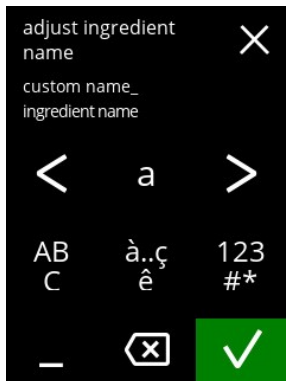 adjust ingredient
name
custom name_
ingredient name
< a >
AB
C
à..ç
ê
123
#*
_